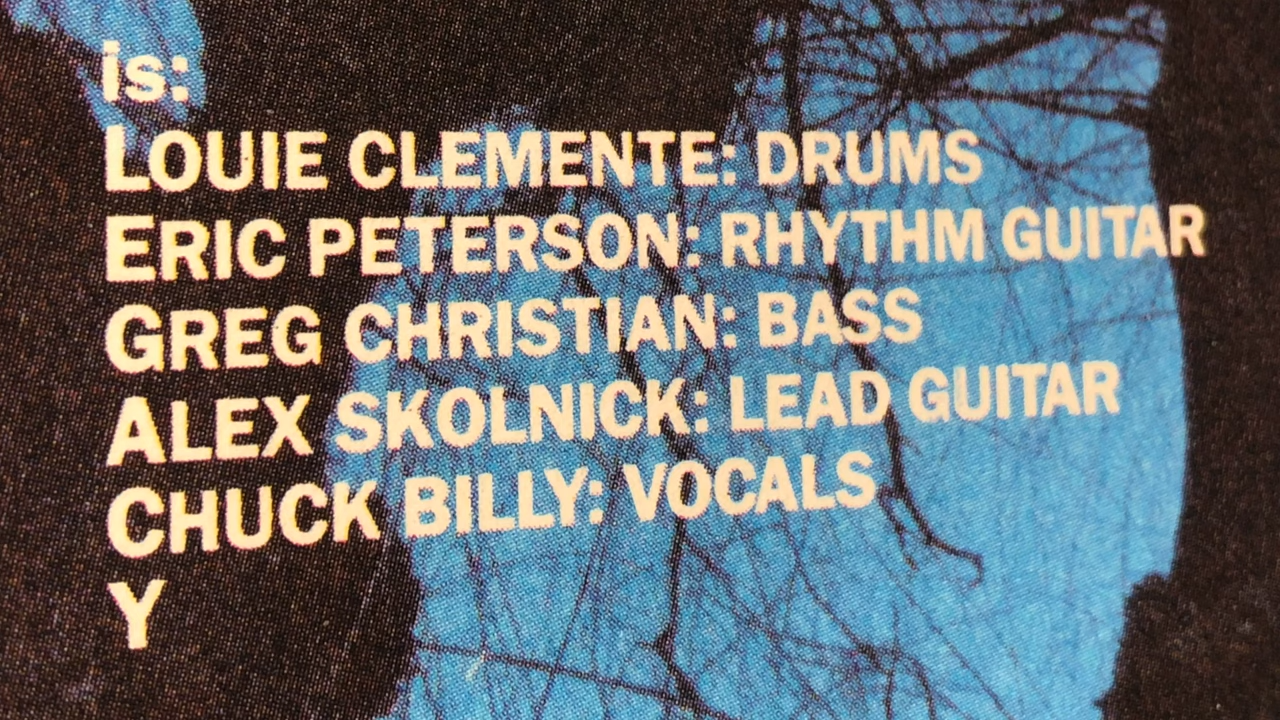 is:
LOUIE CLEMENTE: DRUMS
ERIC PETERSON: RHYTHM GUITAR
GREG CHRISTIAN: BASS
ALEX SKOLNICK: LEAD GUITAR
CHUCK BILLY: VOCALS
Y